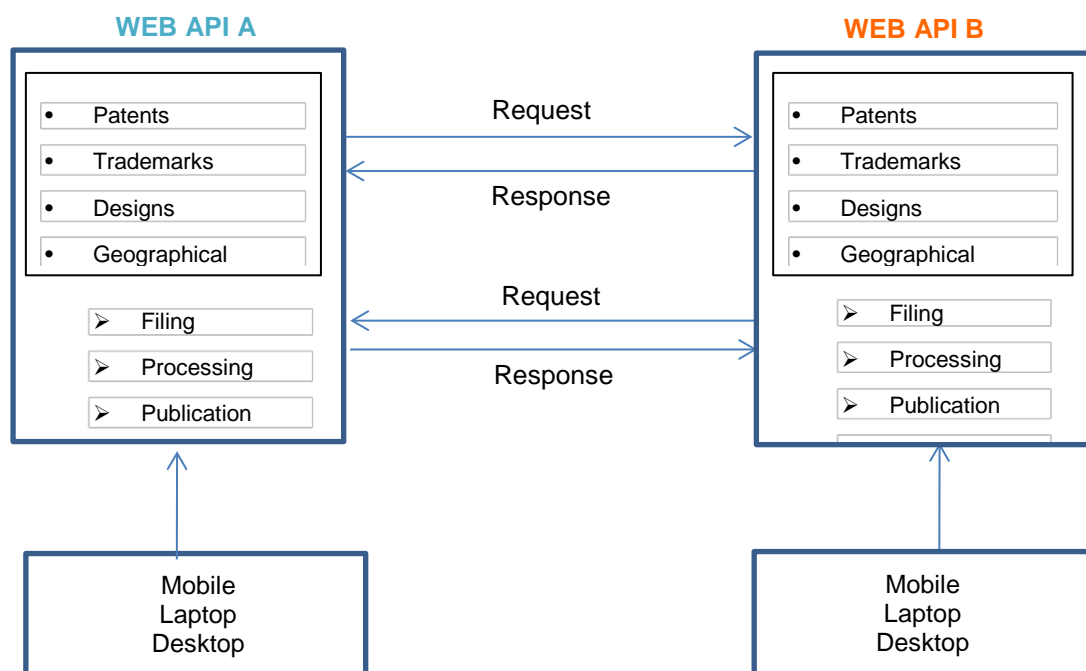 WEB API A
• Patents
• Trademarks
• Designs
• Geographical
➢ Filing
➢ Processing
➢ Publication
Mobile
Laptop
Desktop
Request
Response
Request
Response
WEB API B
• Patents
• Trademarks
• Designs
• Geographical
➢ Filing
➢ Processing
➢ Publication
Mobile
Laptop
Desktop